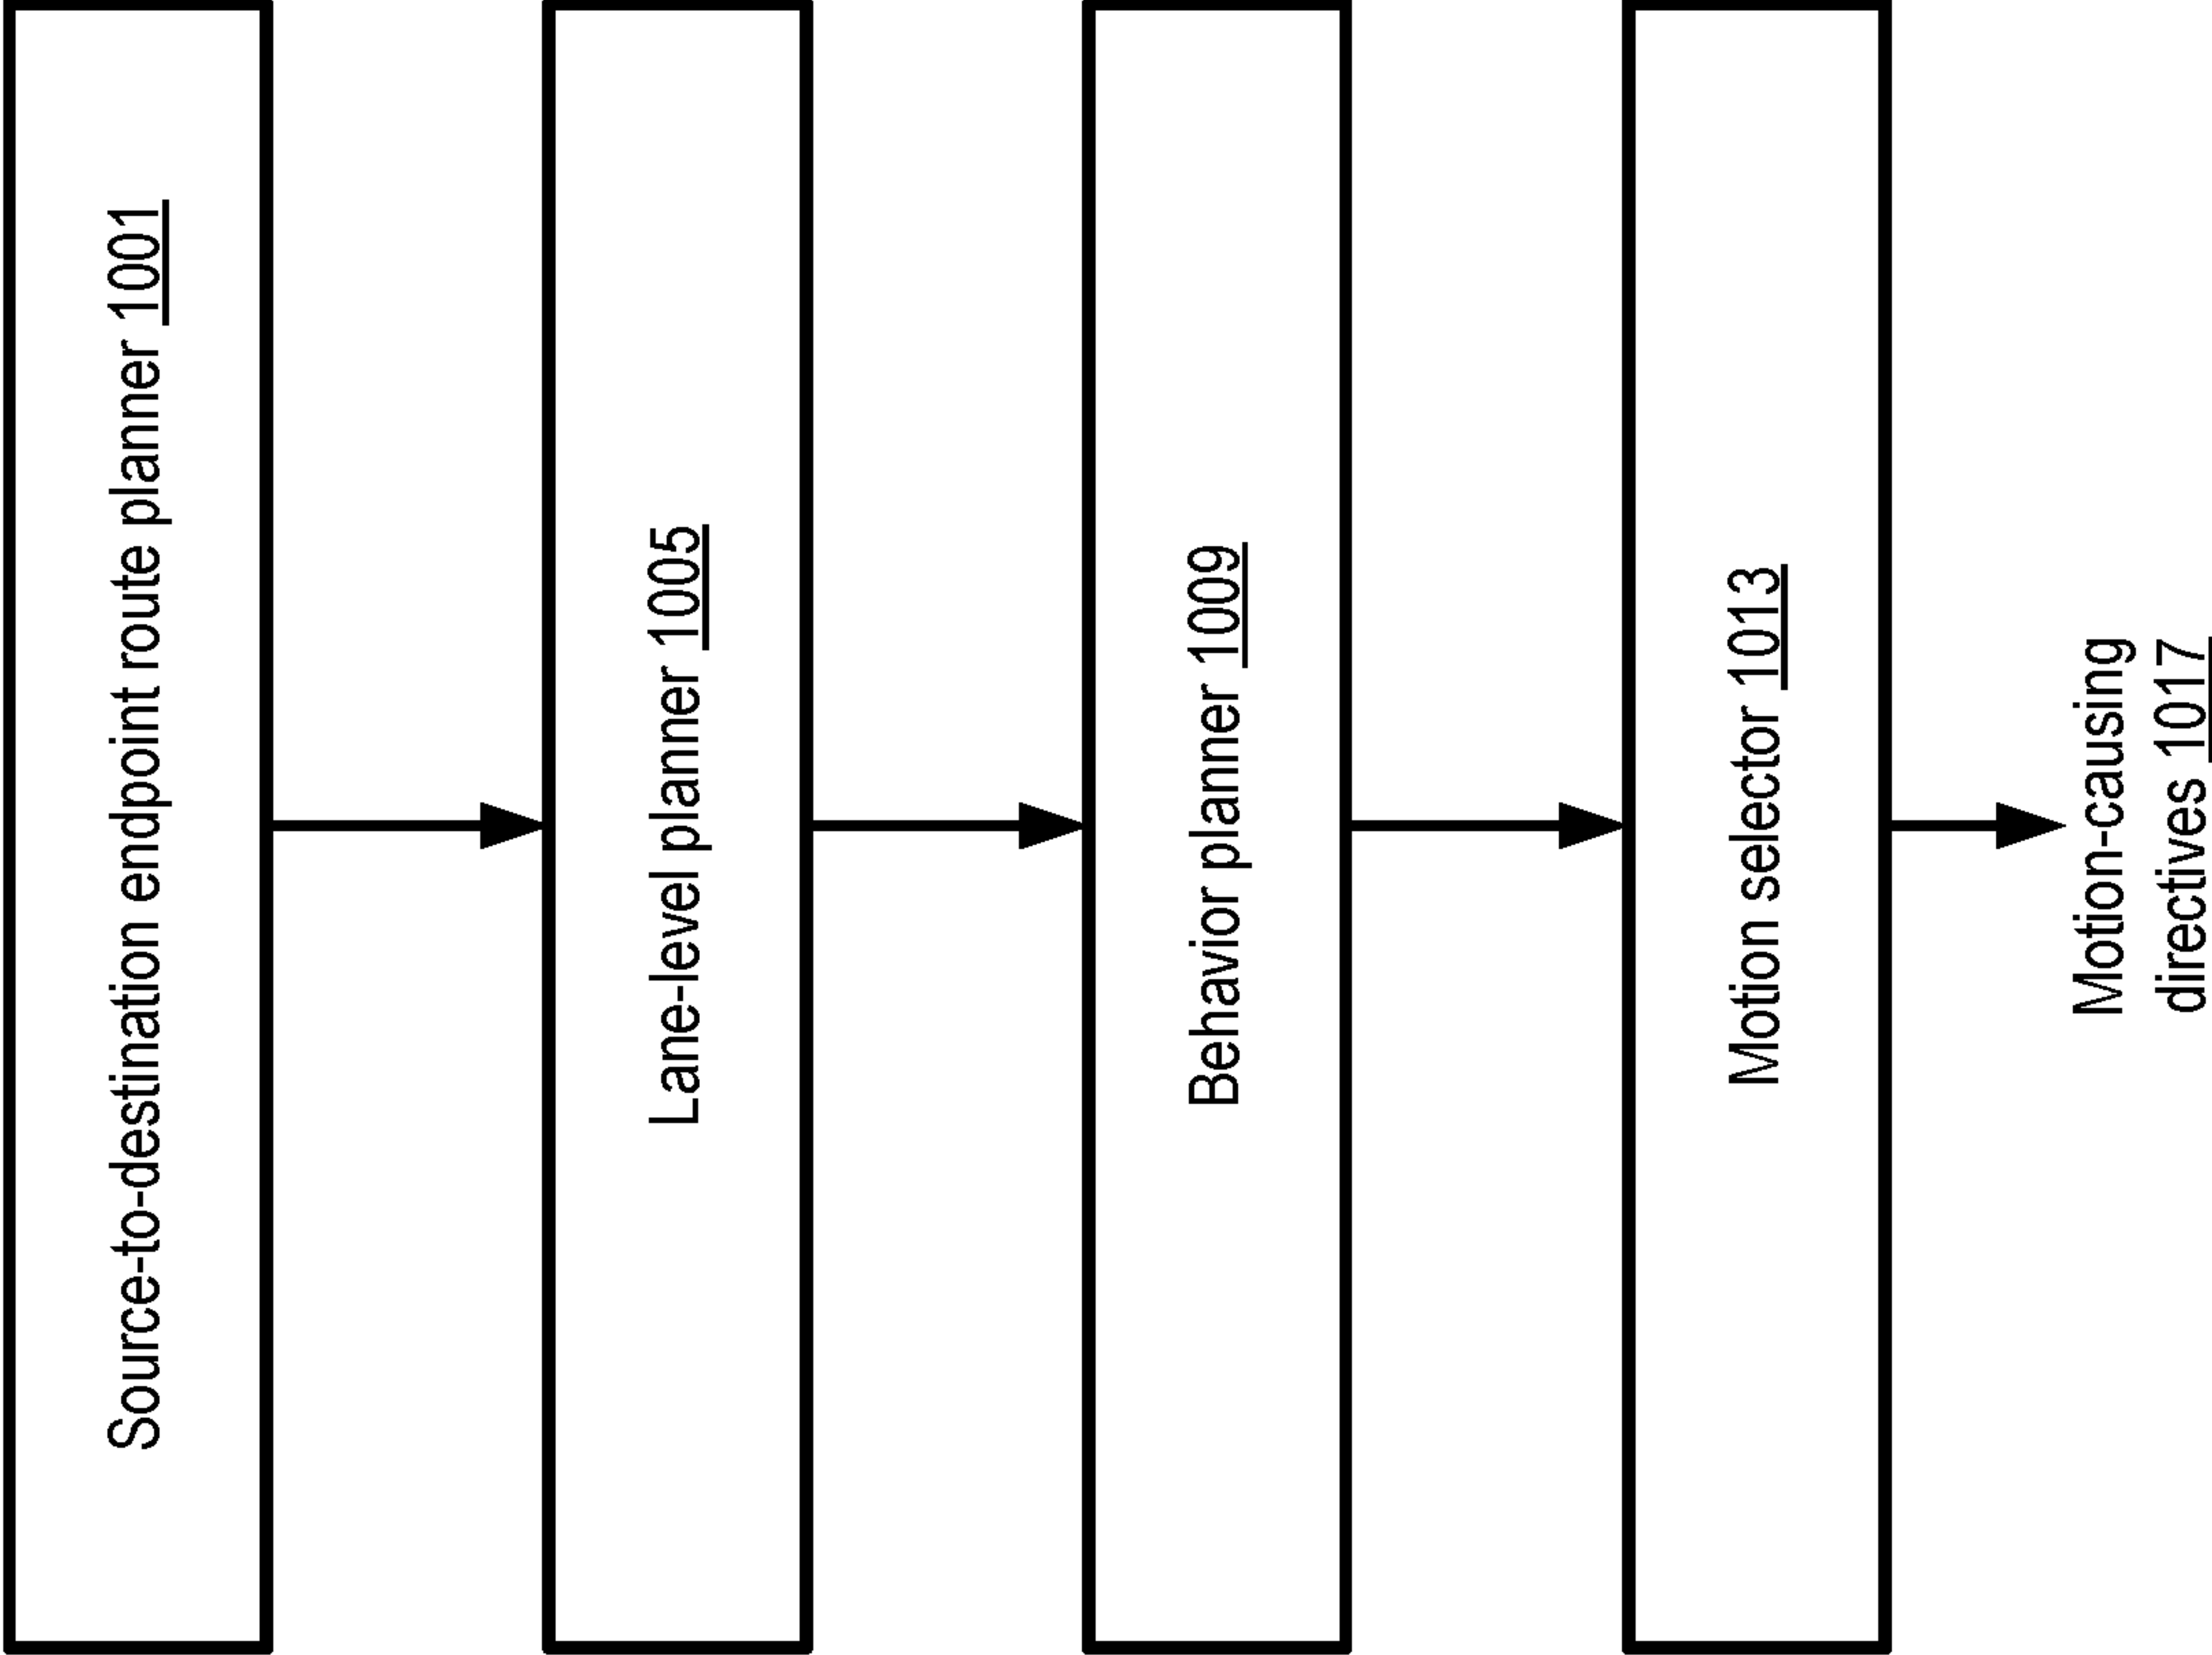 Source-to-destination endpoint route planner 1001
Lane-level planner 1005
Behavior planner 1009
Motion selector 1013
Motion-causing
directives 1017